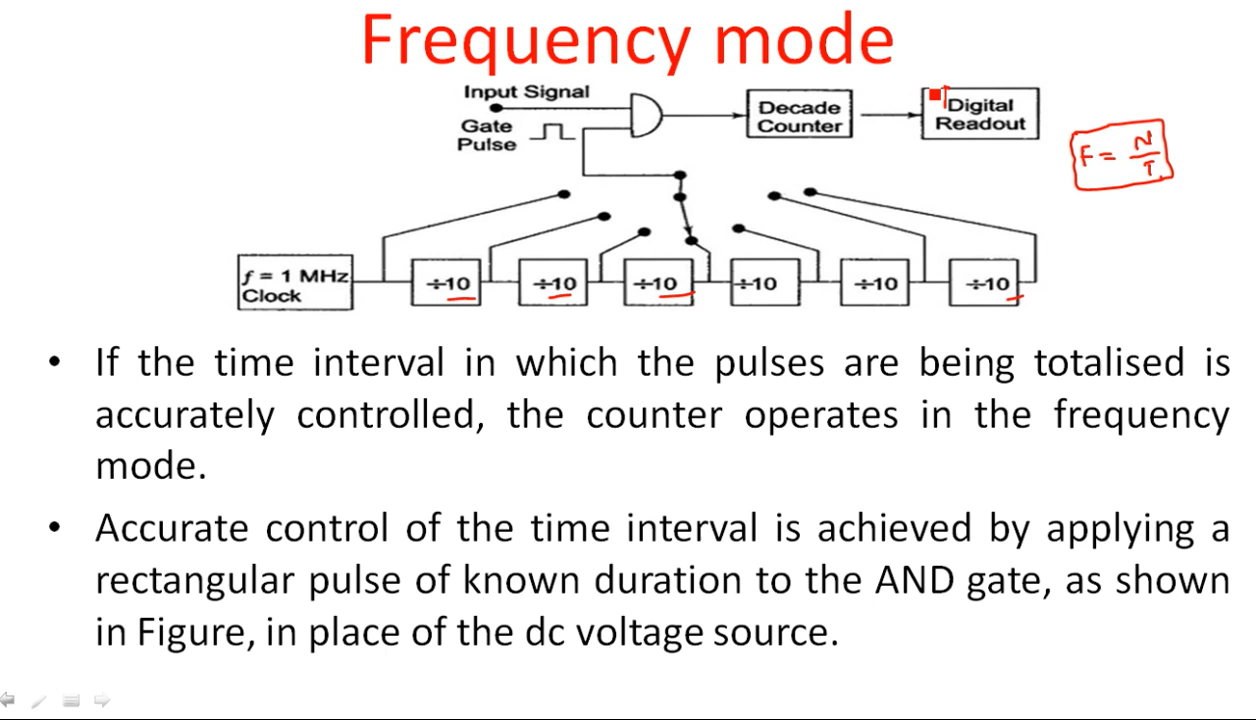 Frequency mode
Input Signal
Gate
Pulse
Decade
Counter
Digital
Readout
F = N
T
f = 1 MHz
Clock
÷10
÷10
÷10
÷10
÷10
÷10
• If the time interval in which the pulses are being totalised is
accurately controlled, the counter operates in the frequency
mode.
• Accurate control of the time interval is achieved by applying a
rectangular pulse of known duration to the AND gate, as shown
in Figure, in place of the dc voltage source.